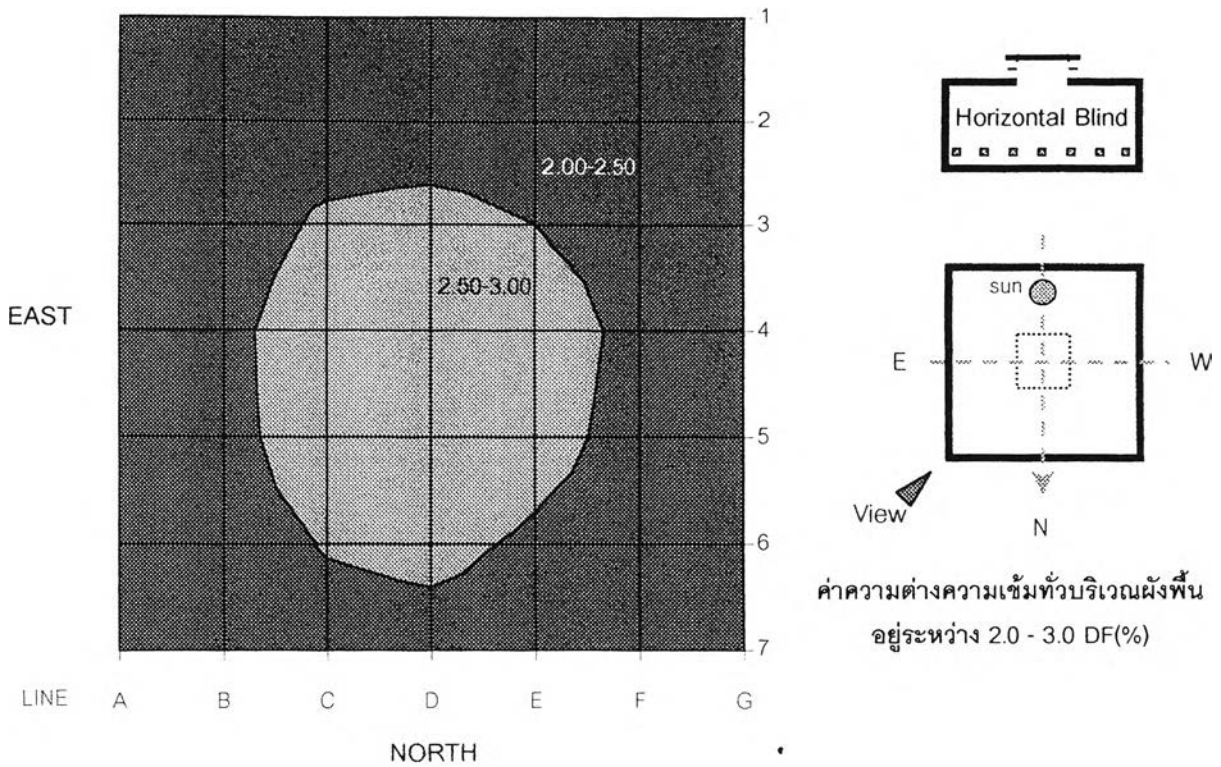 1
2
2.00-2.50
3
2.50-3.00
EAST
4
5
6
7
LINE A B C D E F G
NORTH
Horizontal Blind
sun
E W
View
N
ค่าความต่างความเข้มทั่วบริเวณผังพื้น
อยู่ระหว่าง 2.0 - 3.0 DF(%)